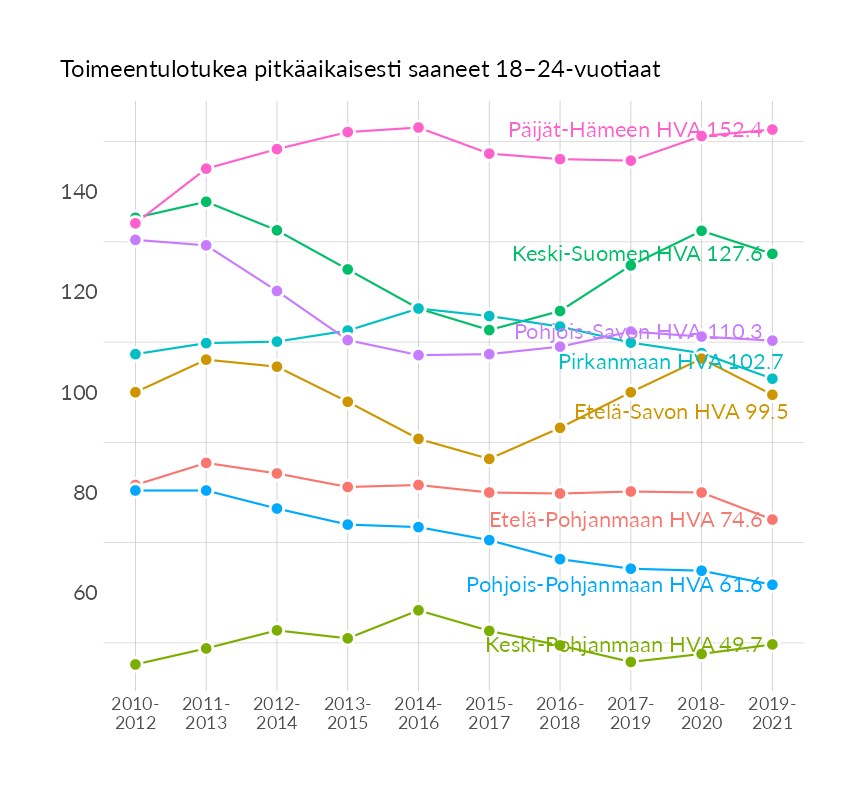 Toimeentulotukea pitkäaikaisesti saaneet 18–24-vuotiaat
Päijät-Hämeen HVA 152.4
140
Keski-Suomen HVA 127.6
120
Pohjois-Savon HVA 110.3
Pirkanmaan HVA 102.7
100
Etelä-Savon HVA 99.5
80
Etelä-Pohjanmaan HVA 74.6
Pohjois-Pohjanmaan HVA 61.6
60
Keski-Pohjanmaan HVA 49.7
2010- 2011- 2012- 2013- 2014- 2015- 2016- 2017- 2018- 2019-
2012 2013 2014 2015 2016 2017 2018 2019 2020 2021